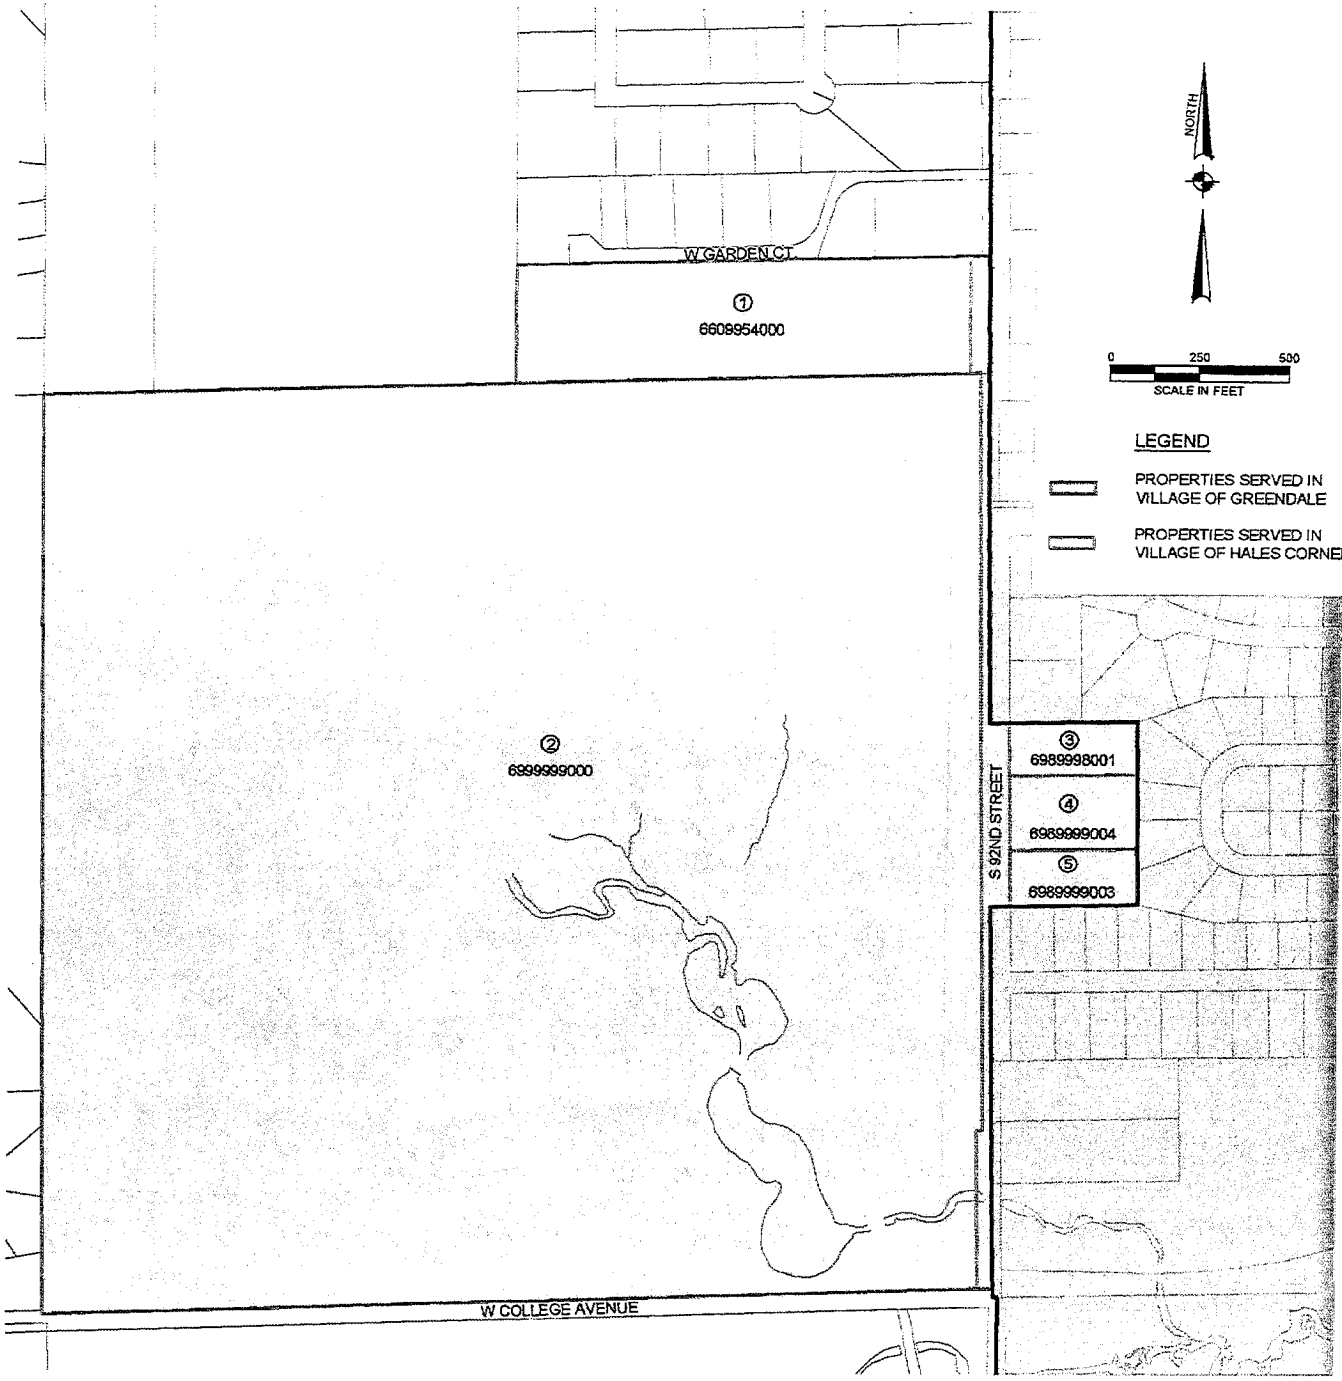 NORTH
W GARDEN CT.
1
6609954000
0 250 500
SCALE IN FEET
LEGEND
PROPERTIES SERVED IN
VILLAGE OF GREENDALE
PROPERTIES SERVED IN
VILLAGE OF HALES CORNE
2
6999999000
S 92ND STREET
3
6989998001
4
6989999004
5
6989999003
W COLLEGE AVENUE